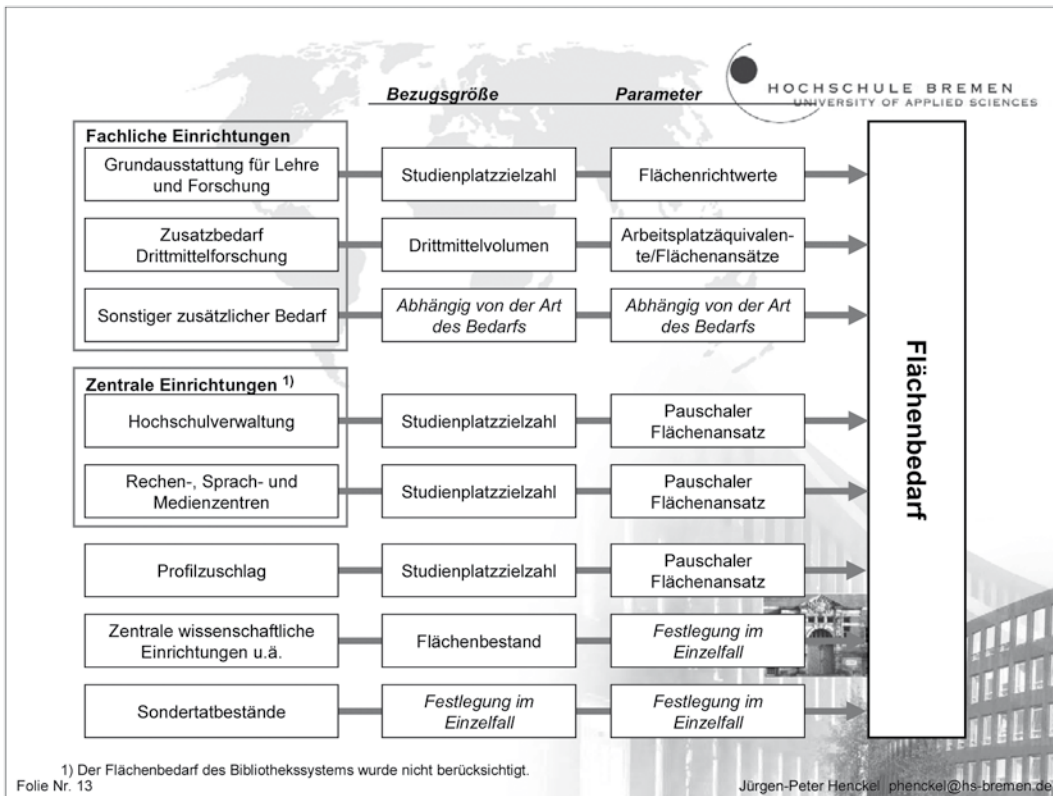 HOCHSCHULE BREMEN
UNIVERSITY OF APPLIED SCIENCES
Bezugsgröße Parameter
Fachliche Einrichtungen
Grundausstattung für Lehre
und Forschung
Studienplatzzielzahl
Flächenrichtwerte
Zusatzbedarf
Drittmittelforschung
Drittmittelvolumen
Arbeitsplatzäquivalen-
te/Flächenansätze
Sonstiger zusätzlicher Bedarf
Abhängig von der Art
des Bedarfs
Abhängig von der Art
des Bedarfs
Zentrale Einrichtungen 1)
Hochschulverwaltung
Studienplatzzielzahl
Pauschaler
Flächenansatz
Rechen-, Sprach- und
Medienzentren
Studienplatzzielzahl
Pauschaler
Flächenansatz
Profilzuschlag
Studienplatzzielzahl
Pauschaler
Flächenansatz
Zentrale wissenschaftliche
Einrichtungen u.ä.
Flächenbestand
Festlegung im
Einzelfall
Sondertatbestände
Festlegung im
Einzelfall
Festlegung im
Einzelfall
Flächenbedarf
1) Der Flächenbedarf des Bibliothekssystems wurde nicht berücksichtigt.
Folie Nr. 13
Jürgen-Peter Henckel phenckel@hs-bremen.de